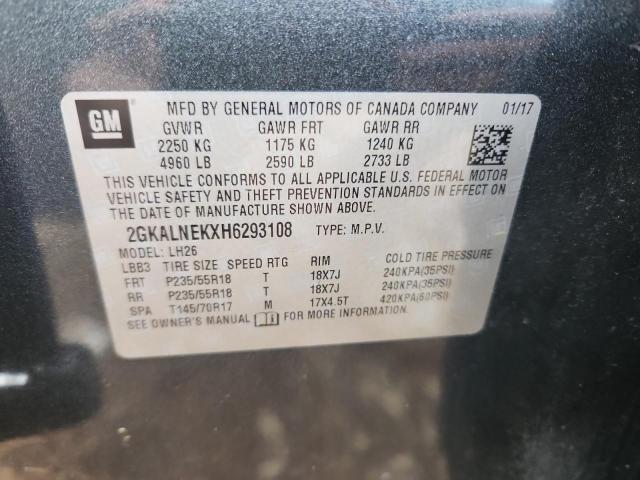 GM
MFD BY GENERAL MOTORS OF CANADA COMPANY 01/17
GVWR GAWR FRT GAWR RR
2250 KG 1175 KG 1240 KG
4960 LB 2590 LB 2733 LB
THIS VEHICLE CONFORMS TO ALL APPLICABLE U.S. FEDERAL MOTOR
VEHICLE SAFETY AND THEFT PREVENTION STANDARDS IN EFFECT ON
THE DATE OF MANUFACTURE SHOWN ABOVE.
2GKALNEKXH6293108 TYPE: M.P.V.
MODEL: LH26
LBB3 TIRE SIZE SPEED RTG RIM COLD TIRE PRESSURE
FRT P235/55R18 T 18X7J 240KPA(35PSI)
RR P235/55R18 T 18X7J 240KPA(35PSI)
SPA T145/70R17 M 17X4.5T 420KPA(60PSI)
SEE OWNER'S MANUAL FOR MORE INFORMATION.